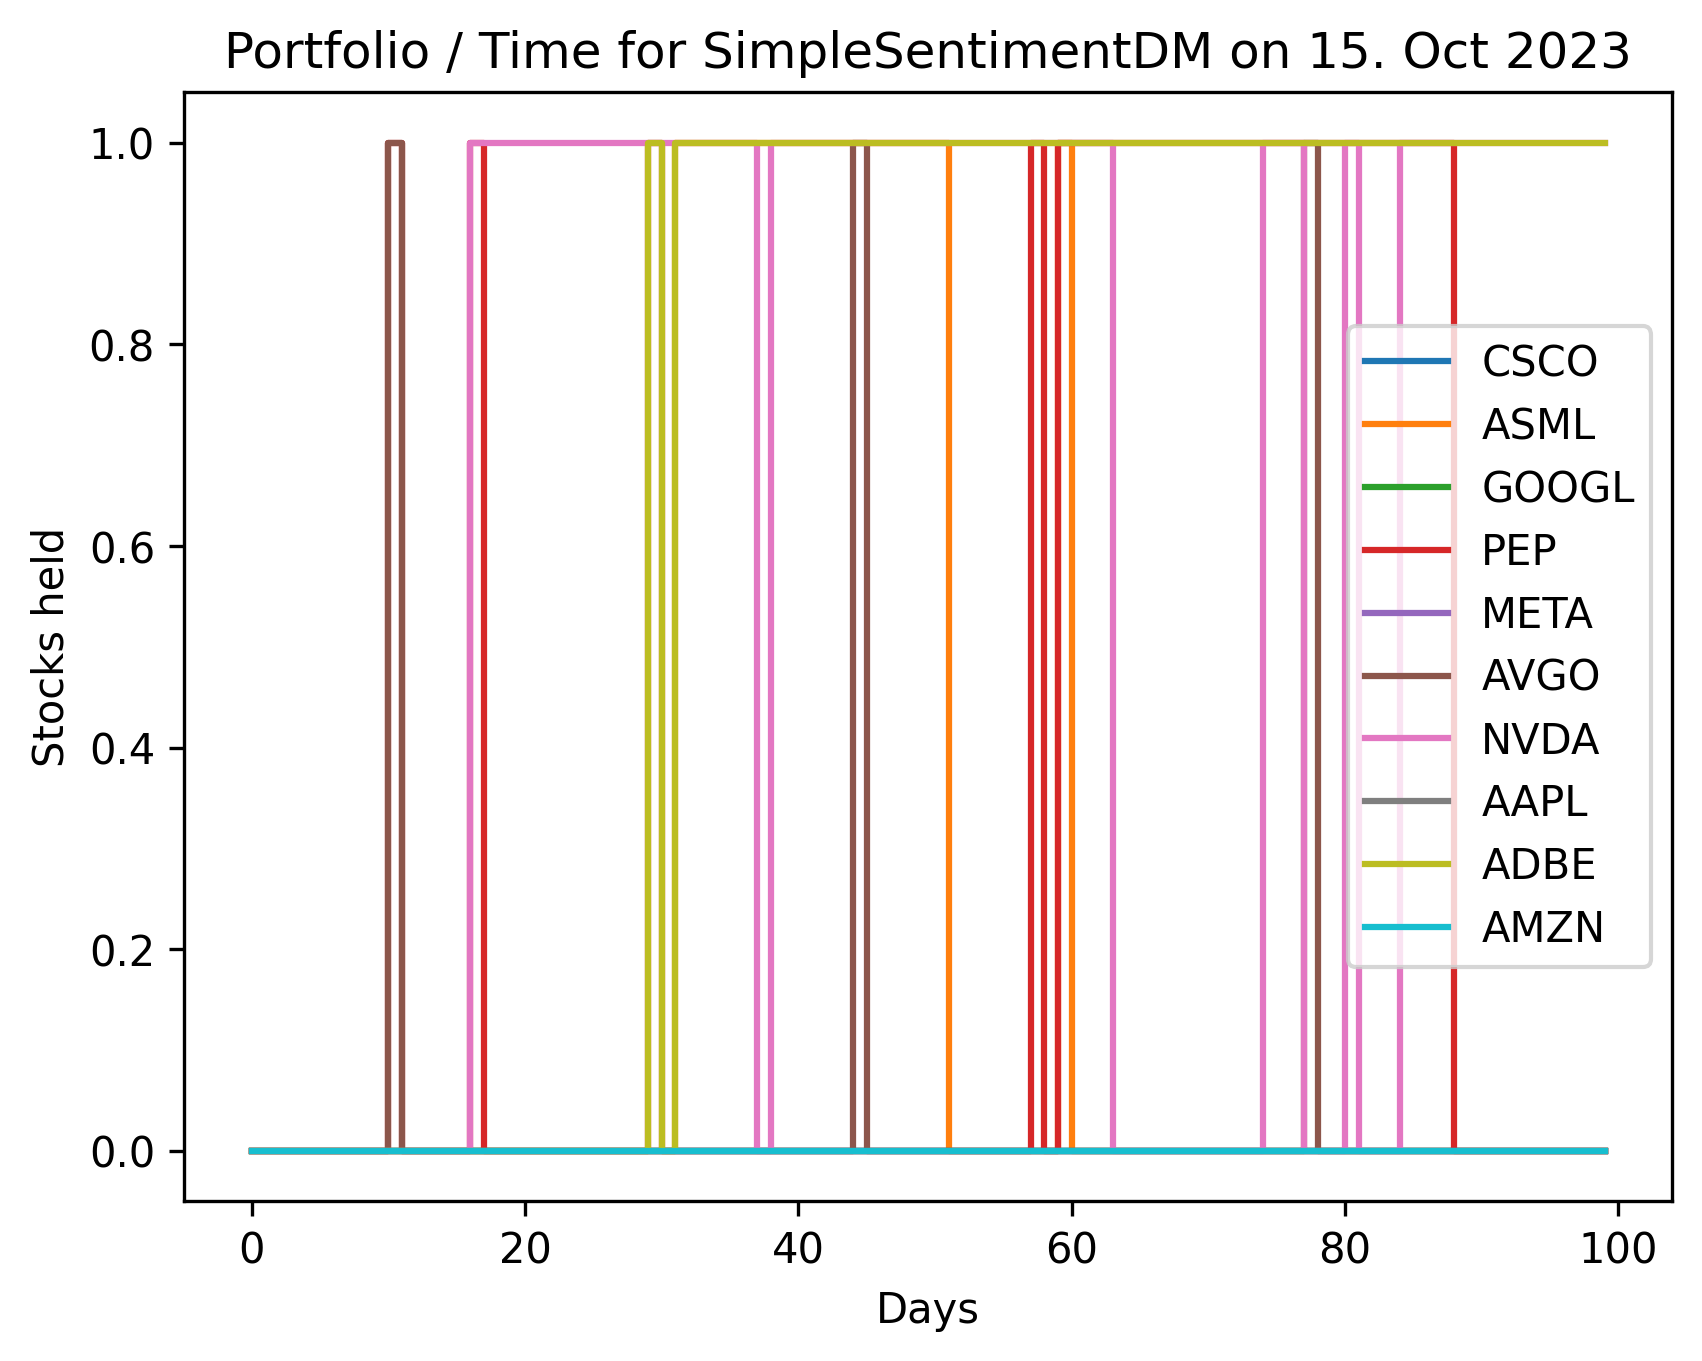 Portfolio / Time for SimpleSentimentDM on 15. Oct 2023
1.0
0.8
0.6
0.4
0.2
0.0
Stocks held
CSCO
ASML
GOOGL
PEP
META
AVGO
NVDA
AAPL
ADBE
AMZN
0 20 40 60 80 100
Days